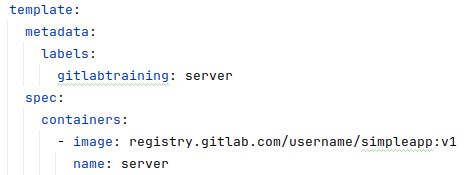 template:
  metadata:
    labels:
      gitlabtraining: server
  spec:
    containers:
      - image: registry.gitlab.com/username/simpleapp:v1
        name: server